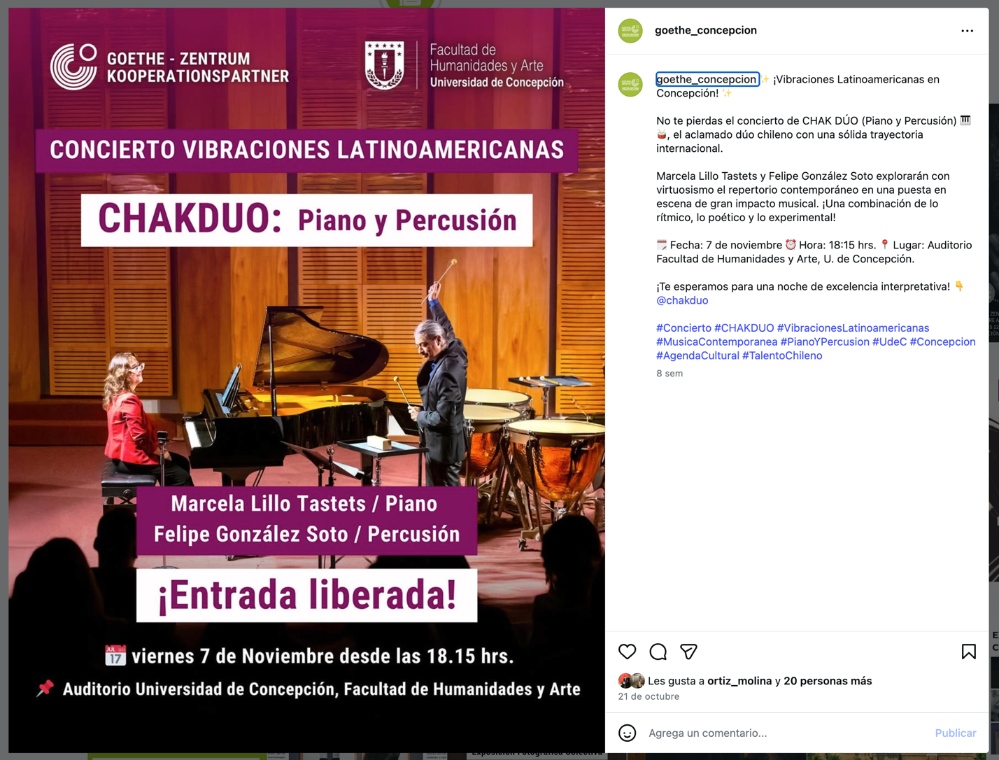 GOETHE - ZENTRUM
KOOPERATIONSPARTNER
Facultad de
Humanidades y Arte
Universidad de Concepción
CONCIERTO VIBRACIONES LATINOAMERICANAS
CHAKDUO: Piano y Percusión
Marcela Lillo Tastets / Piano
Felipe González Soto / Percusión
¡Entrada liberada!
📅 viernes 7 de Noviembre desde las 18.15 hrs.
📌 Auditorio Universidad de Concepción, Facultad de Humanidades y Arte
goethe_concepcion
goethe_concepcion ✨ ¡Vibraciones Latinoamericanas en
Concepción! ✨
No te pierdas el concierto de CHAK DÚO (Piano y Percusión) 🎹
🥁, el aclamado dúo chileno con una sólida trayectoria
internacional.
Marcela Lillo Tastets y Felipe González Soto explorarán con
virtuosismo el repertorio contemporáneo en una puesta en
escena de gran impacto musical. ¡Una combinación de lo
rítmico, lo poético y lo experimental!
🗓️ Fecha: 7 de noviembre ⏰ Hora: 18:15 hrs. 📍 Lugar: Auditorio
Facultad de Humanidades y Arte, U. de Concepción.
¡Te esperamos para una noche de excelencia interpretativa! 👇
@chakduo
#Concierto #CHAKDUO #VibracionesLatinoamericanas
#MusicaContemporanea #PianoYPercusion #UdeC #Concepcion
#AgendaCultural #TalentoChileno
8 sem
Les gusta a ortiz_molina y 20 personas más
21 de octubre
Agrega un comentario...
Publicar